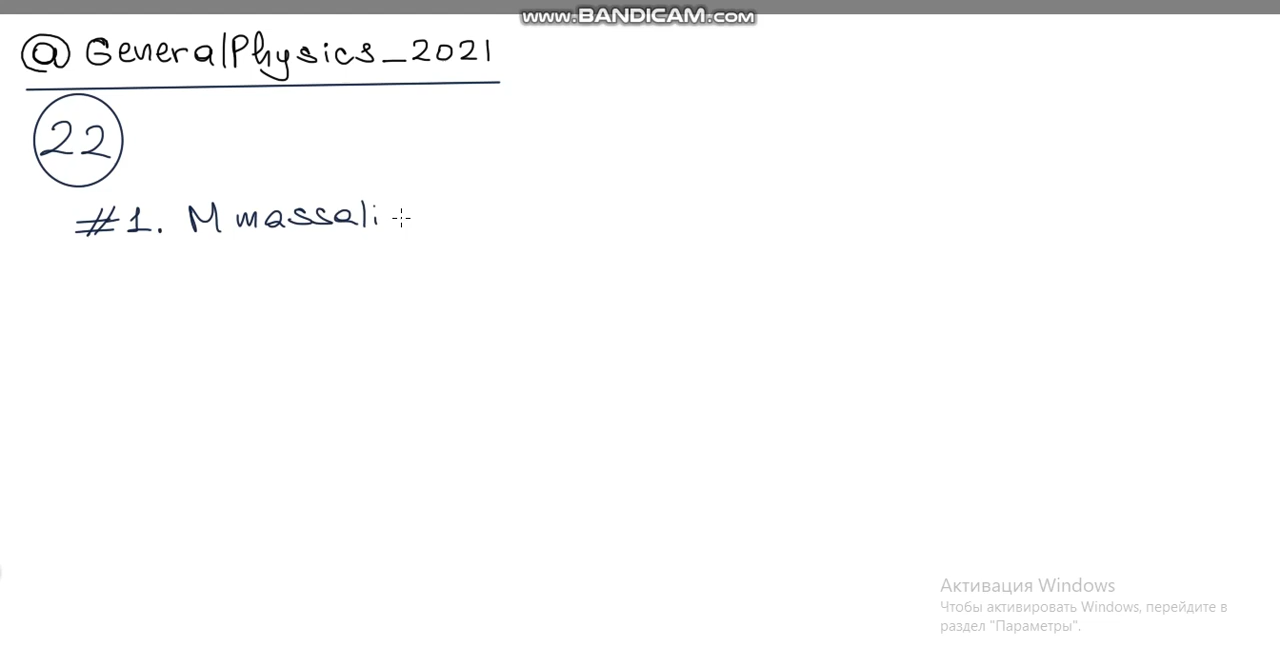 www.BANDICAM.com
@GeneralPhysics_2021
22
#1. M massali
Активация Windows
Чтобы активировать Windows, перейдите в
раздел "Параметры".